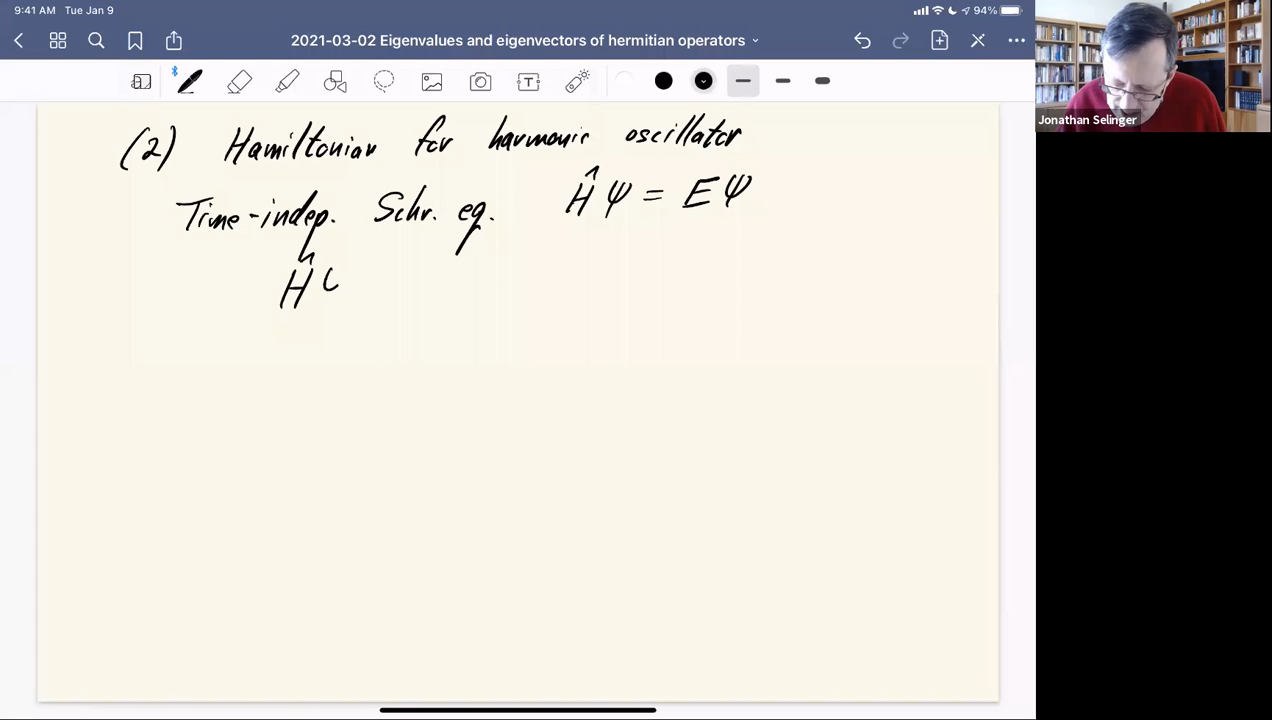 9:41 AM Tue Jan 9
94%
2021-03-02 Eigenvalues and eigenvectors of hermitian operators
Jonathan Selinger
(2) Hamiltonian for harmonic oscillator
Time-indep. Schr. eq. Ĥψ = Eψ
Ĥ (